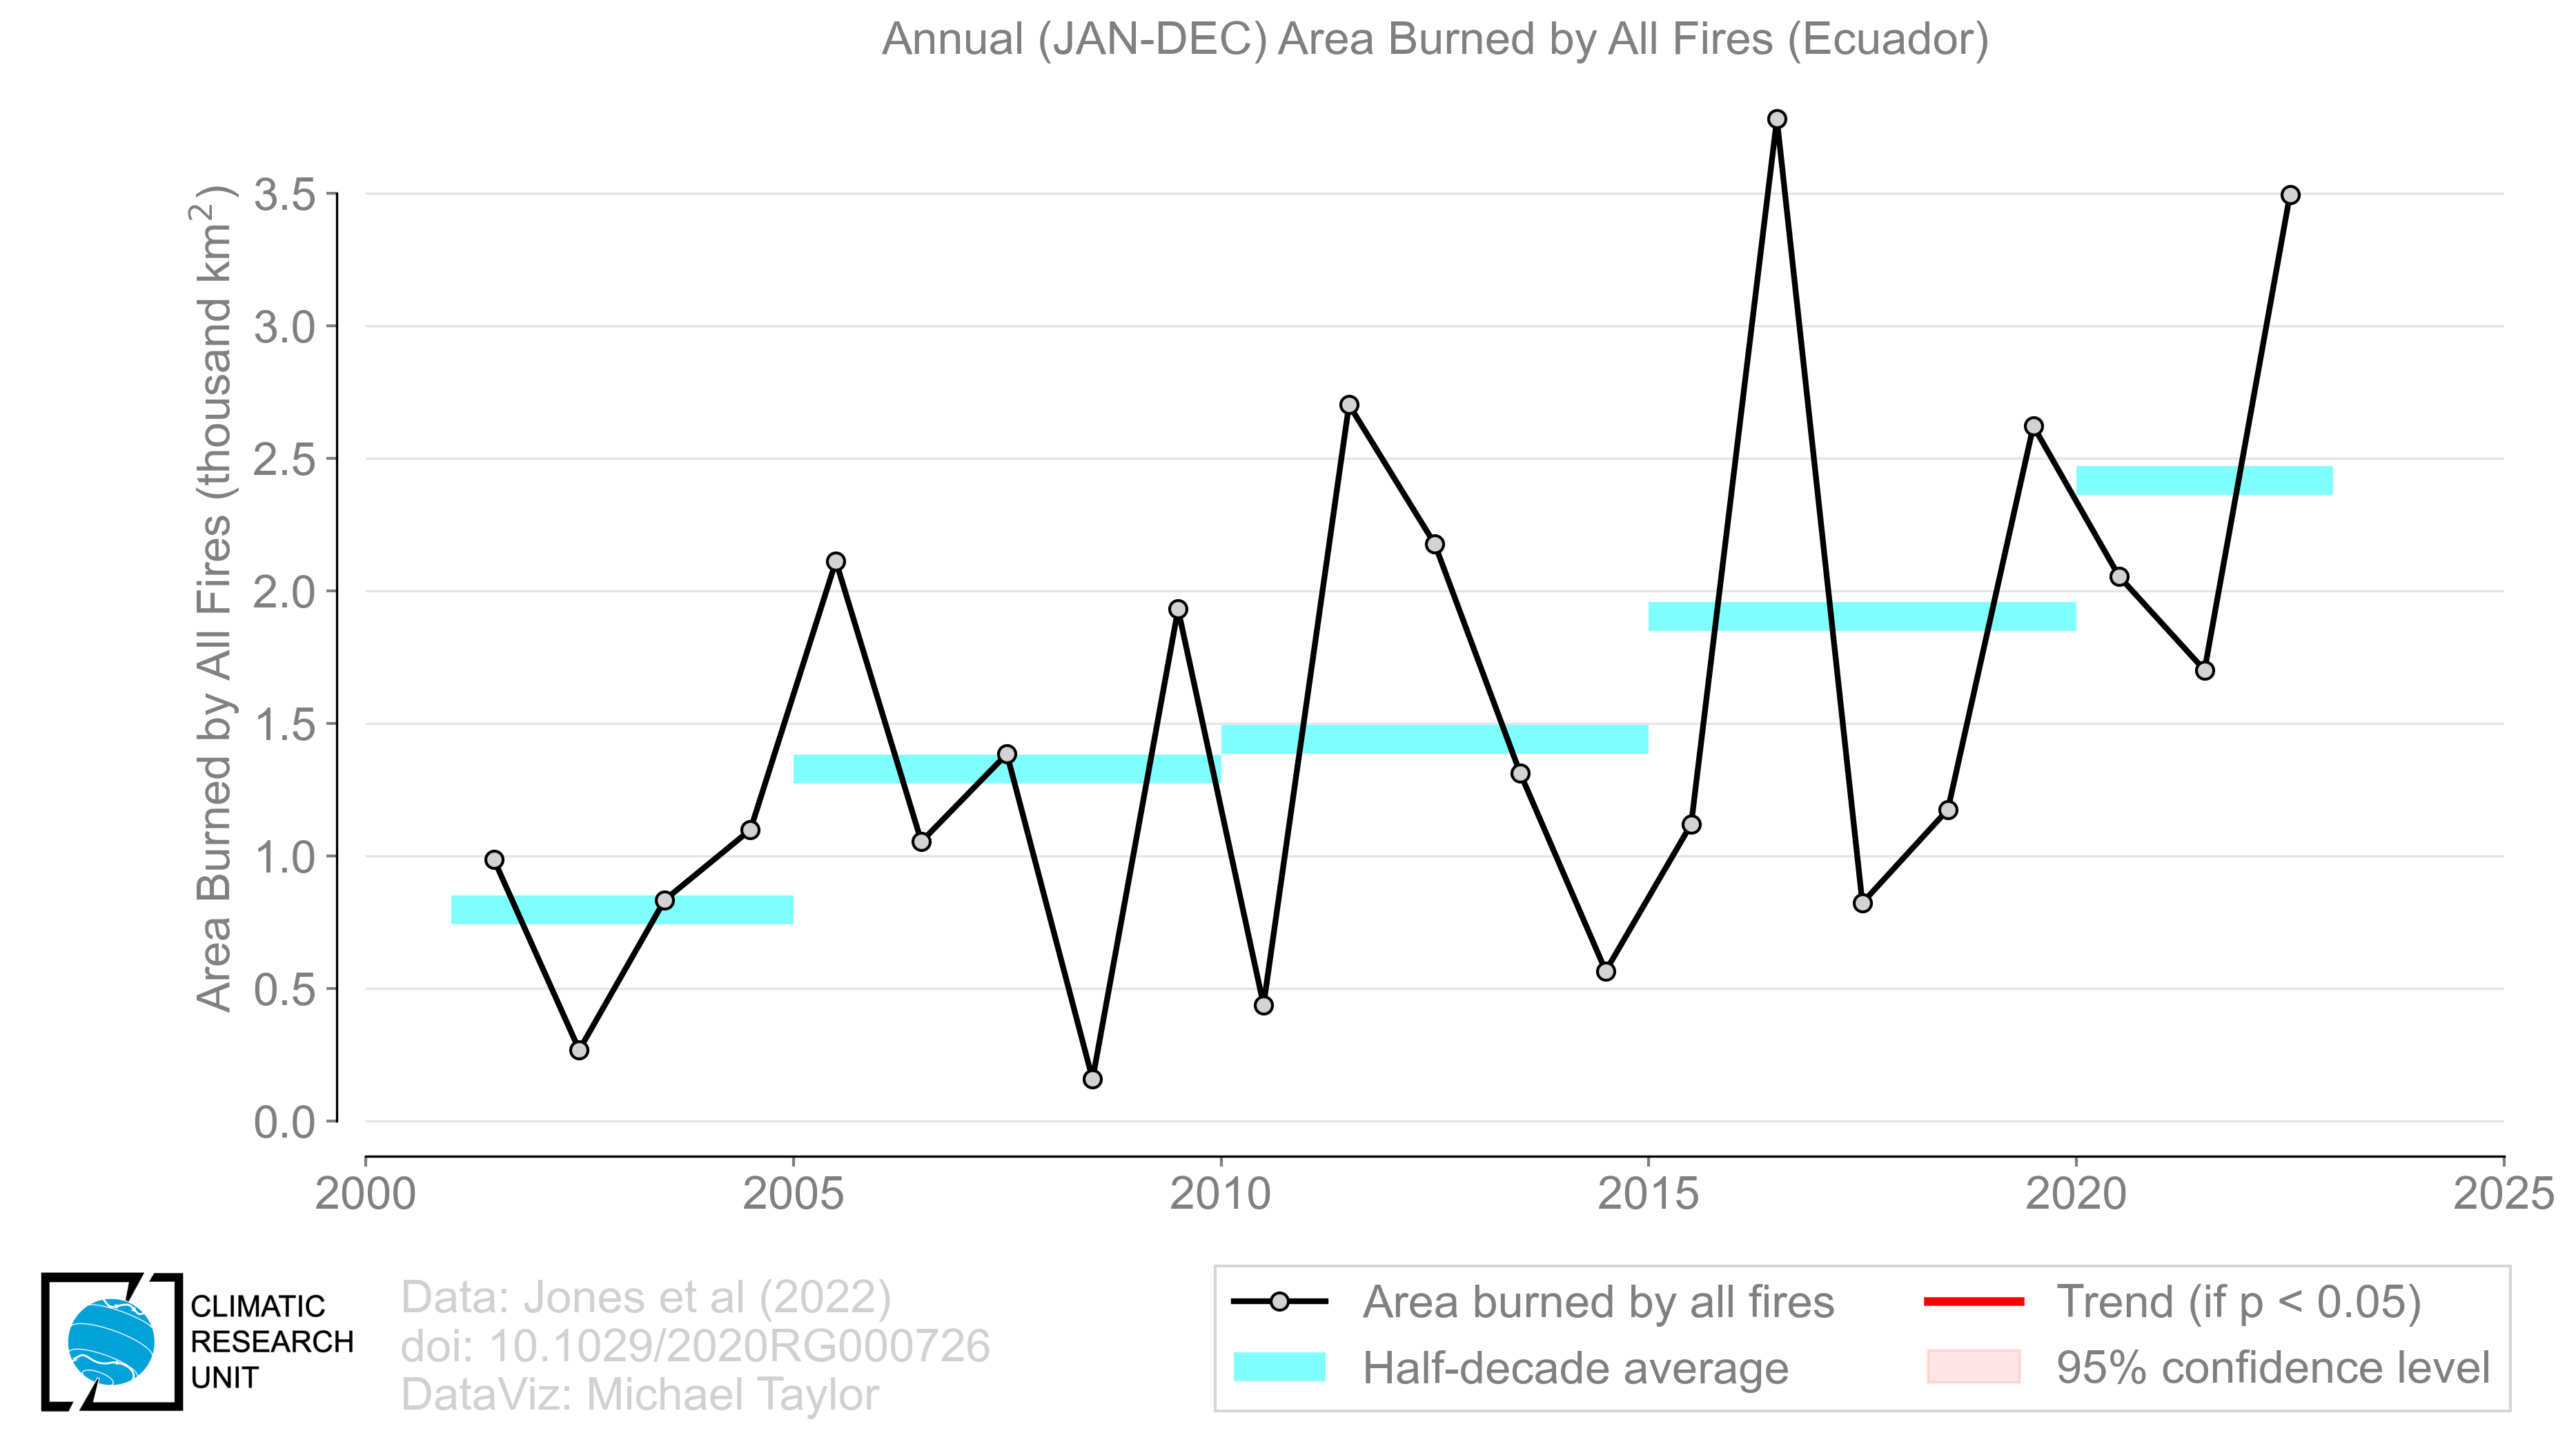 Annual (JAN-DEC) Area Burned by All Fires (Ecuador)
Area Burned by All Fires (thousand km²)
3.5
3.0
2.5
2.0
1.5
1.0
0.5
0.0
2000 2005 2010 2015 2020 2025
CLIMATIC
RESEARCH
UNIT
Data: Jones et al (2022)
doi: 10.1029/2020RG000726
DataViz: Michael Taylor
Area burned by all fires
Half-decade average
Trend (if p < 0.05)
95% confidence level